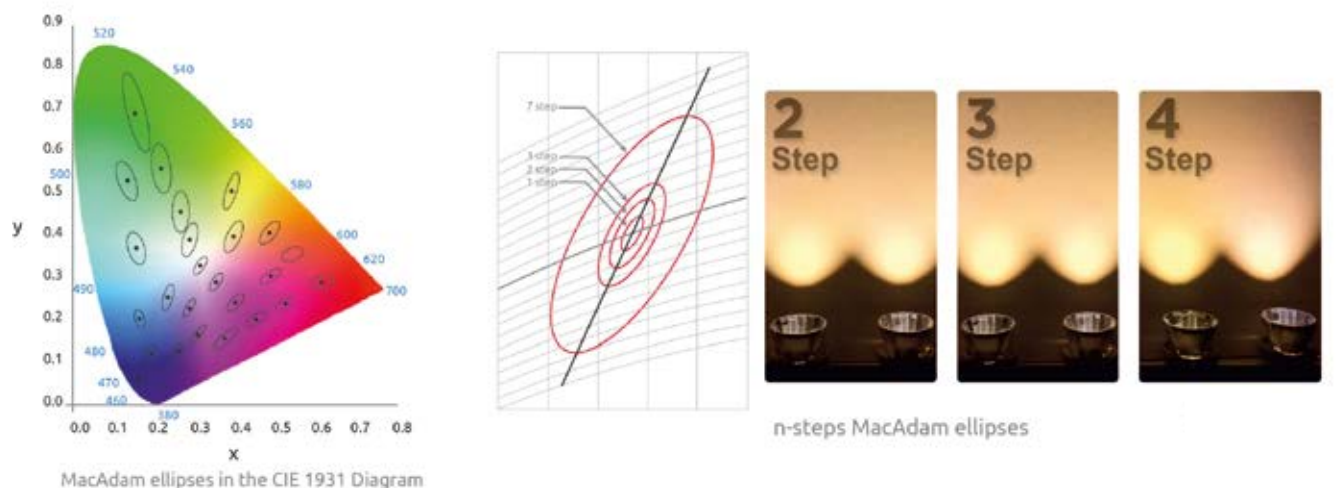 0.9
0.8
0.7
0.6
0.5
0.4
0.3
0.2
0.1
0.0
y
0.0 0.1 0.2 0.3 0.4 0.5 0.6 0.7 0.8
x
520
540
560
500
580
600
620
490
700
480
470
460
380
MacAdam ellipses in the CIE 1931 Diagram
7 step
3 step
2 step
1 step
2
Step
3
Step
4
Step
n-steps MacAdam ellipses